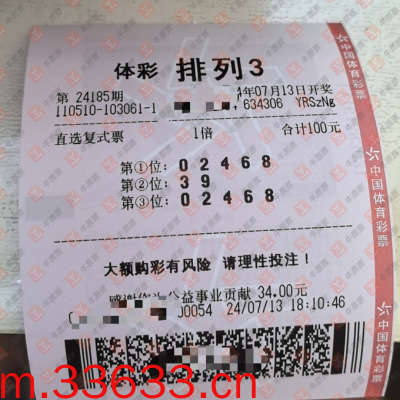 体彩 排列3
第 24185期 年07月13日开奖
110510-103061-1 634306 YRSzNg
直选复式票 1倍 合计100元
第①位: 0 2 4 6 8
第②位: 3 9
第③位: 0 2 4 6 8
大额购彩有风险 请理性投注！
感谢 公益事业贡献 34.00元
0054 24/07/13 18:10:46
中国体育彩票
中国体育彩票
中国体育彩票
m.33633.cn